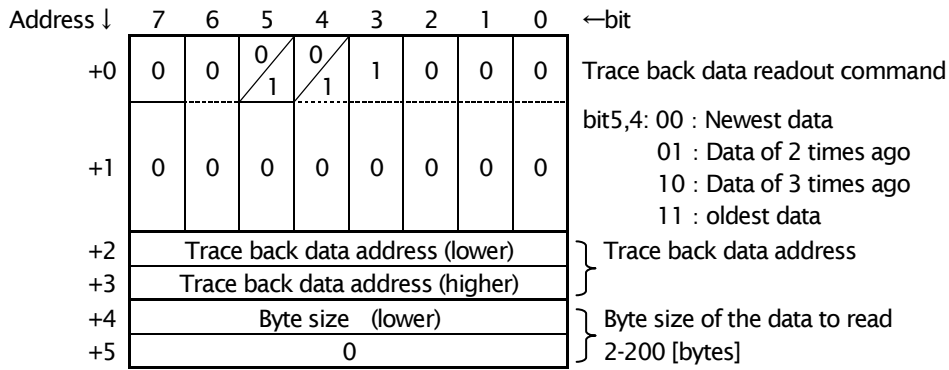 Address ↓ 7 6 5 4 3 2 1 0 ←bit
+0 0 0 0/1 0/1 1 0 0 0 Trace back data readout command
bit5,4: 00 : Newest data
01 : Data of 2 times ago
+1 0 0 0 0 0 0 0 0
10 : Data of 3 times ago
11 : oldest data
+2 Trace back data address (lower) Trace back data address
+3 Trace back data address (higher)
+4 Byte size (lower) Byte size of the data to read
+5 0 2-200 [bytes]